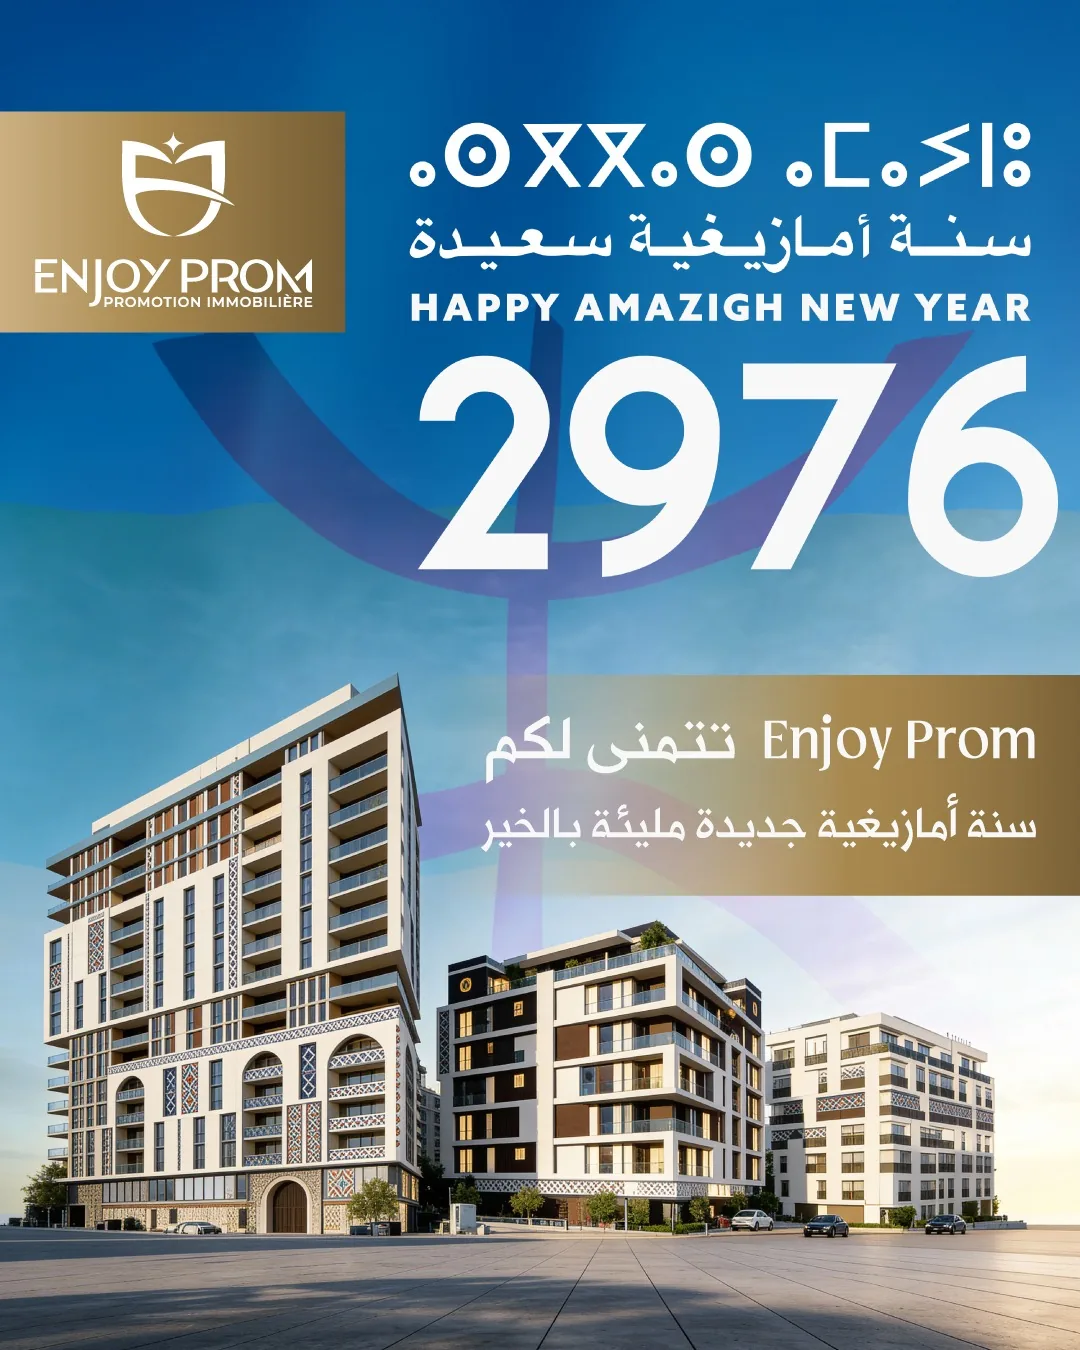 ⴰⵙⴳⴳⴰⵙ ⴰⵎⴰⵢⵏⵓ
سنة أمازيغية سعيدة
HAPPY AMAZIGH NEW YEAR
2976
ENJOY PROM
PROMOTION IMMOBILIÈRE
Enjoy Prom تتمنى لكم
سنة أمازيغية جديدة مليئة بالخير